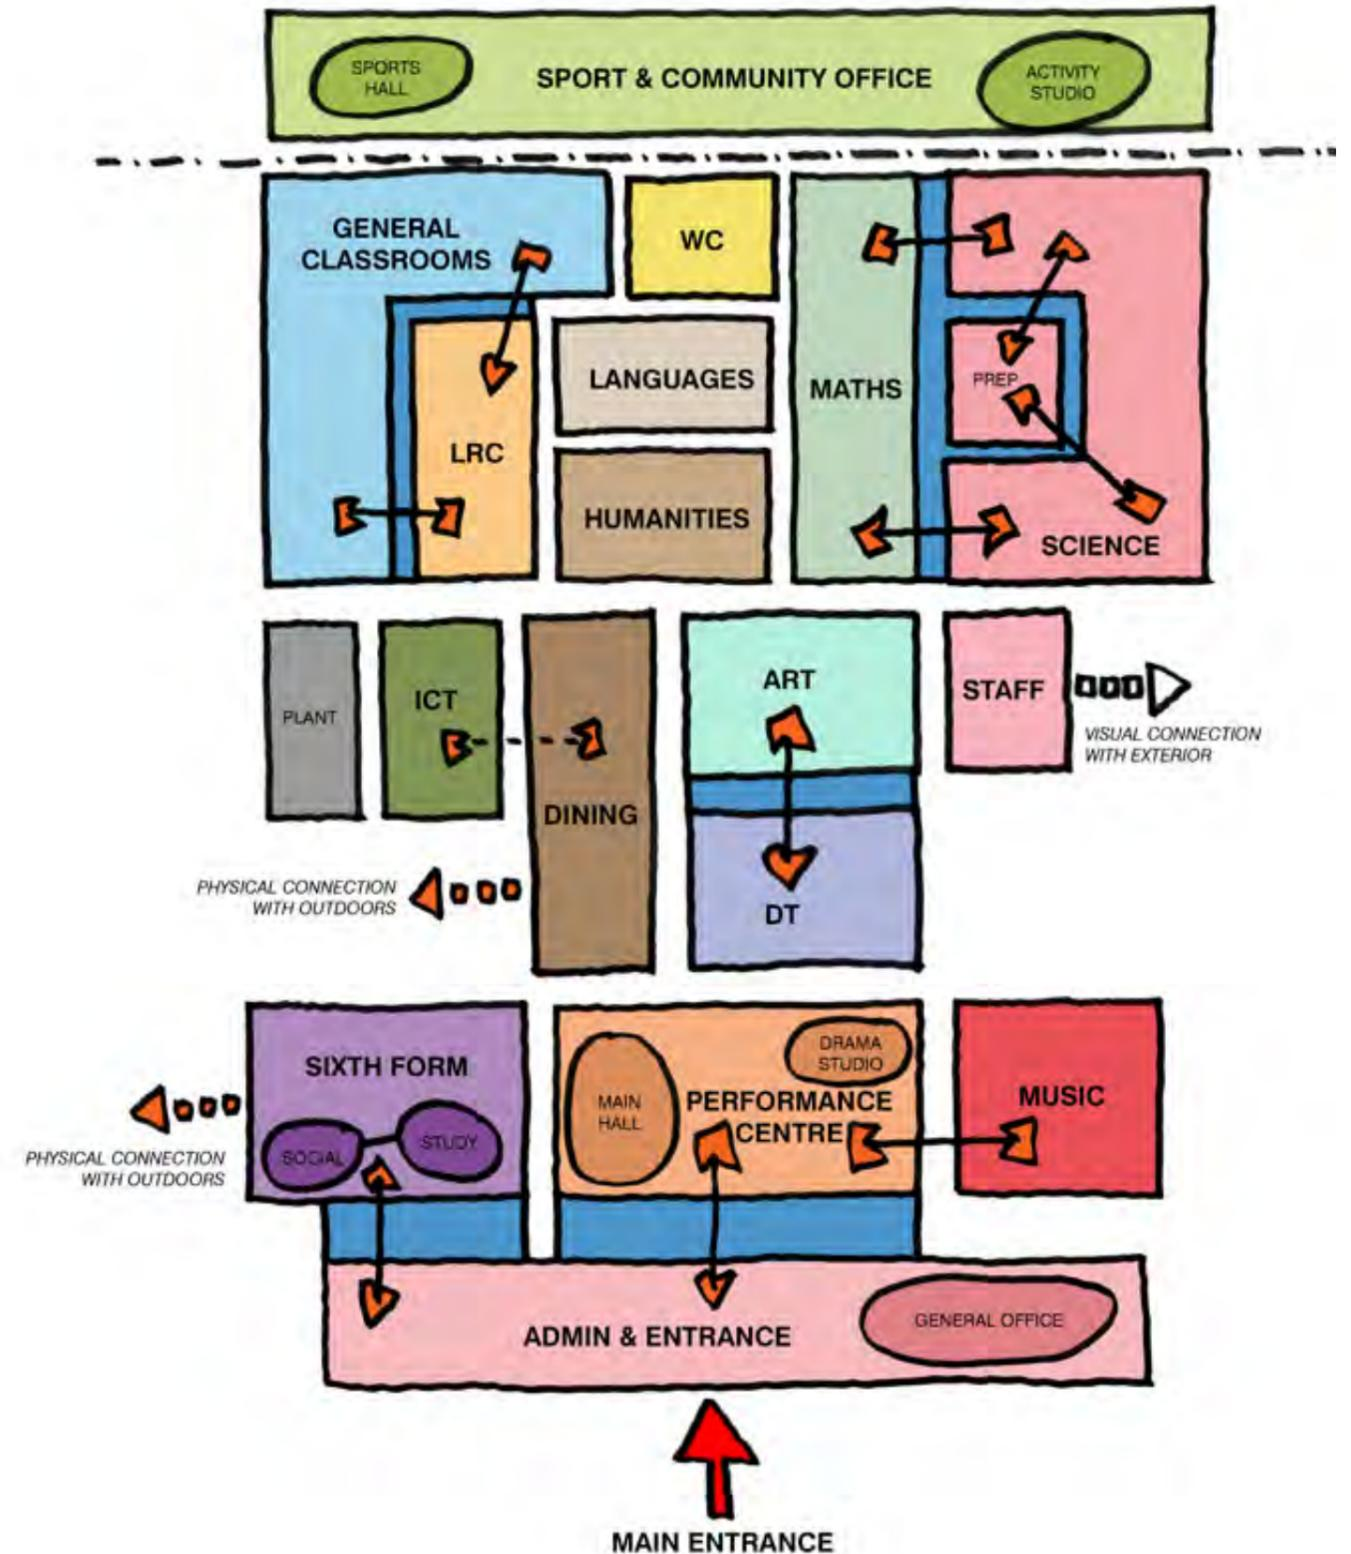 SPORTS
HALL
SPORT & COMMUNITY OFFICE
ACTIVITY
STUDIO
GENERAL
CLASSROOMS
WC
LANGUAGES
LRC
HUMANITIES
MATHS
PREP
SCIENCE
PLANT
ICT
DINING
ART
DT
STAFF
VISUAL CONNECTION
WITH EXTERIOR
PHYSICAL CONNECTION
WITH OUTDOORS
SIXTH FORM
SOCIAL
STUDY
PHYSICAL CONNECTION
WITH OUTDOORS
MAIN
HALL
DRAMA
STUDIO
PERFORMANCE
CENTRE
MUSIC
ADMIN & ENTRANCE
GENERAL OFFICE
MAIN ENTRANCE